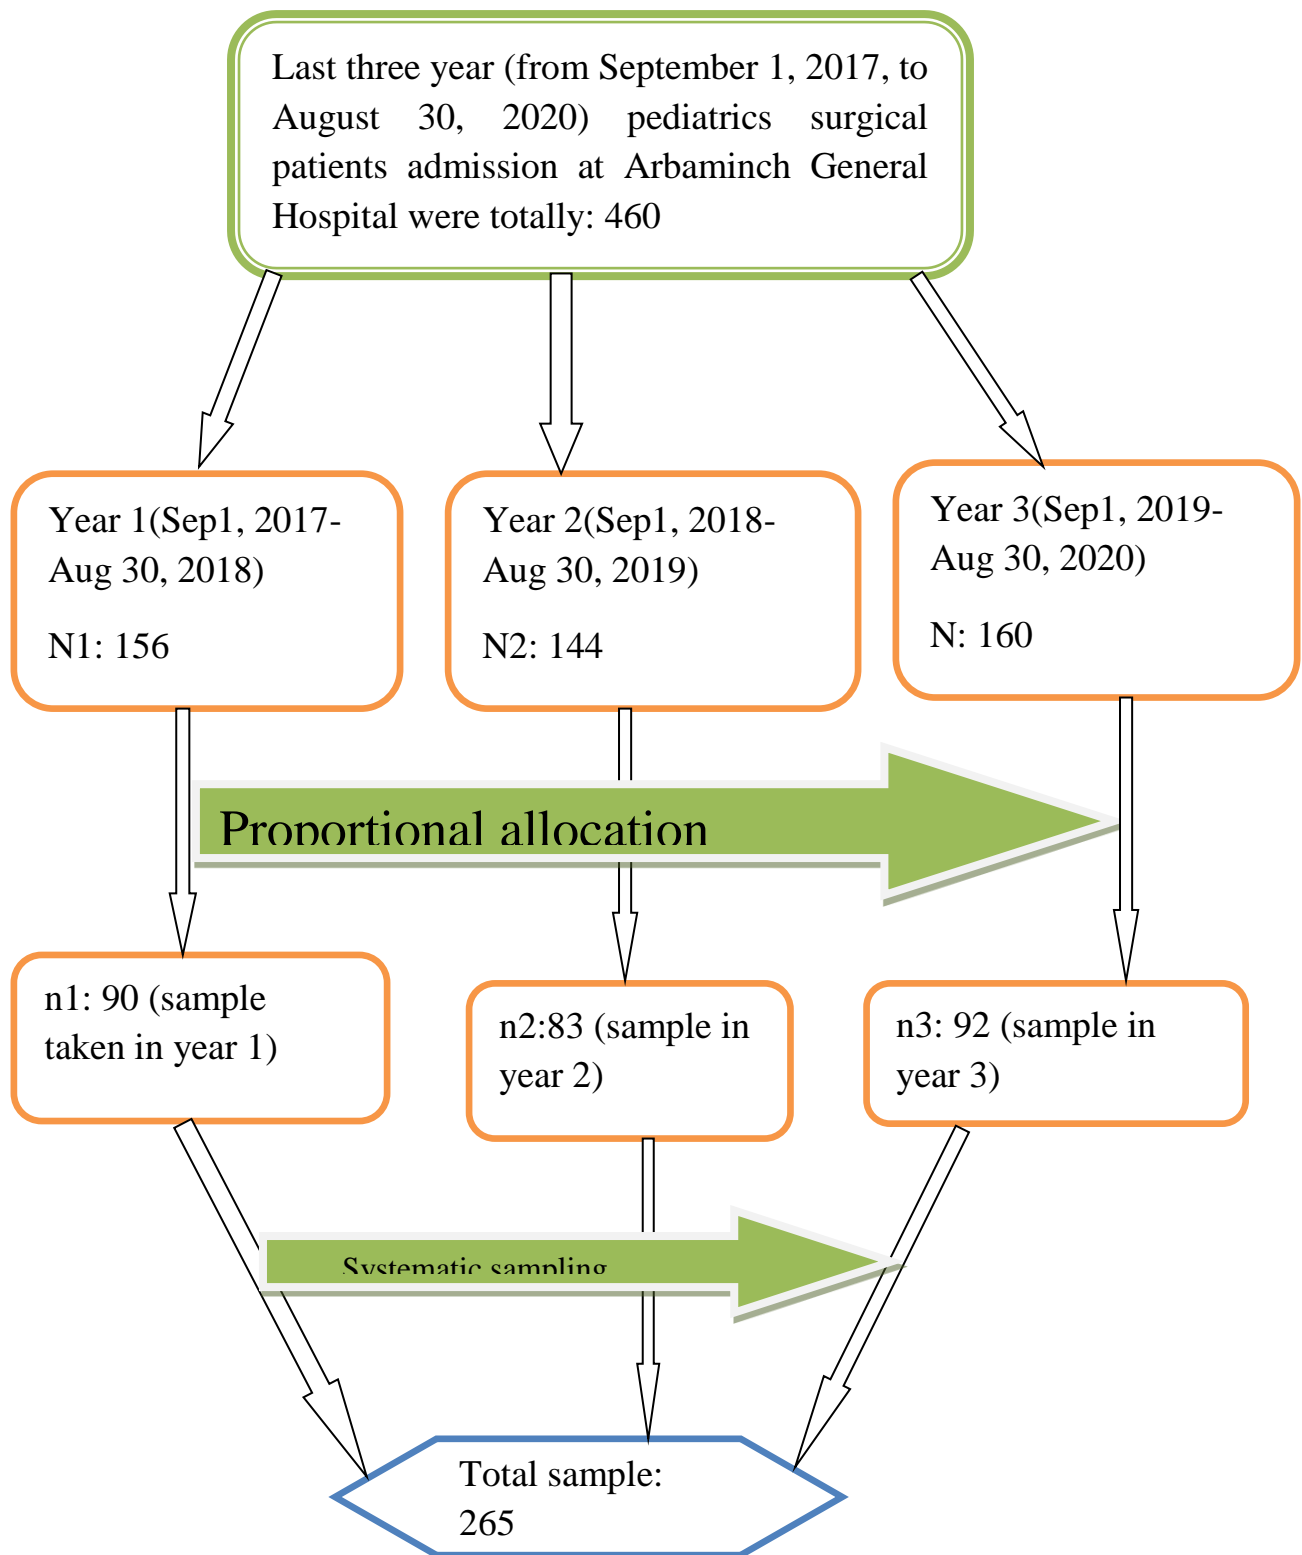 Last three year (from September 1, 2017, to
August 30, 2020) pediatrics surgical
patients admission at Arbaminch General
Hospital were totally: 460
Year 1(Sep1, 2017-
Aug 30, 2018)
N1: 156
Year 2(Sep1, 2018-
Aug 30, 2019)
N2: 144
Year 3(Sep1, 2019-
Aug 30, 2020)
N: 160
Proportional allocation
n1: 90 (sample
taken in year 1)
n2:83 (sample in
year 2)
n3: 92 (sample in
year 3)
Systematic sampling
Total sample:
265